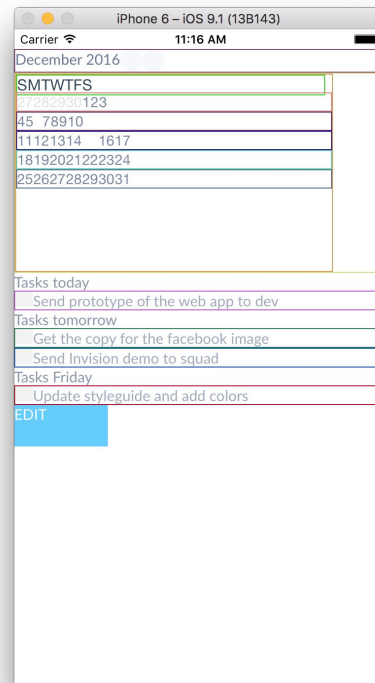 iPhone 6 – iOS 9.1 (13B143)
Carrier 11:16 AM
December 2016
SMTWTFS
27282930123
45 78910
11121314 1617
18192021222324
25262728293031
Tasks today
Send prototype of the web app to dev
Tasks tomorrow
Get the copy for the facebook image
Send Invision demo to squad
Tasks Friday
Update styleguide and add colors
EDIT